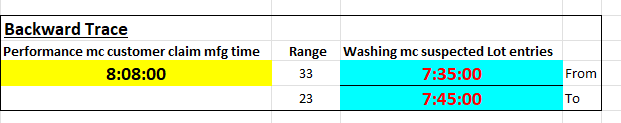 Backward Trace
Performance mc customer claim mfg time Range Washing mc suspected Lot entries
8:08:00 33 7:35:00 From
23 7:45:00 To